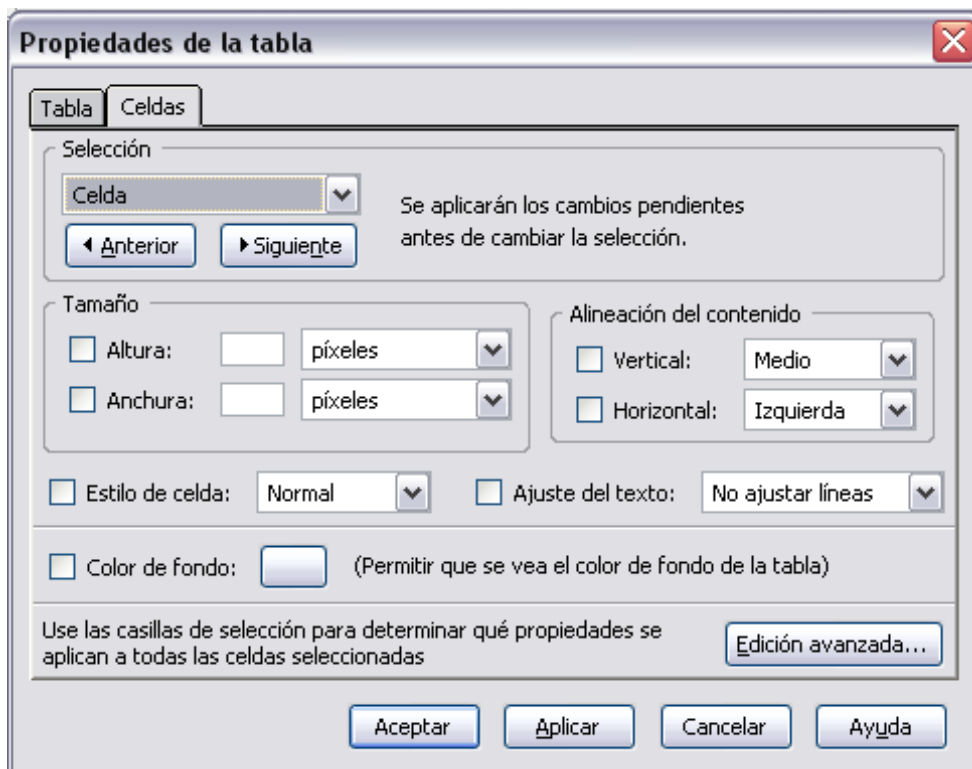 Propiedades de la tabla
Tabla
Celdas
Selección
Celda
Anterior
Siguiente
Se aplicarán los cambios pendientes
antes de cambiar la selección.
Tamaño
Altura:
píxeles
Anchura:
píxeles
Alineación del contenido
Vertical:
Medio
Horizontal:
Izquierda
Estilo de celda:
Normal
Ajuste del texto:
No ajustar líneas
Color de fondo:
(Permitir que se vea el color de fondo de la tabla)
Use las casillas de selección para determinar qué propiedades se
aplican a todas las celdas seleccionadas
Edición avanzada...
Aceptar
Aplicar
Cancelar
Ayuda